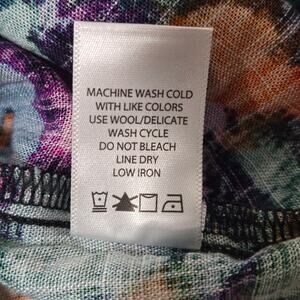 MACHINE WASH COLD
WITH LIKE COLORS
USE WOOL/DELICATE
WASH CYCLE
DO NOT BLEACH
LINE DRY
LOW IRON